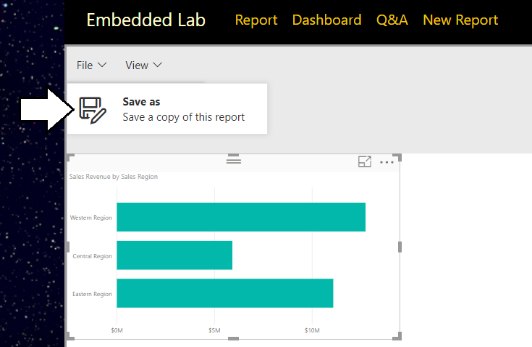 Embedded Lab Report Dashboard Q&A New Report
File View
Save as
Save a copy of this report
Sales Revenue by Sales Region
Western Region
Central Region
Eastern Region
$0M $5M $10M